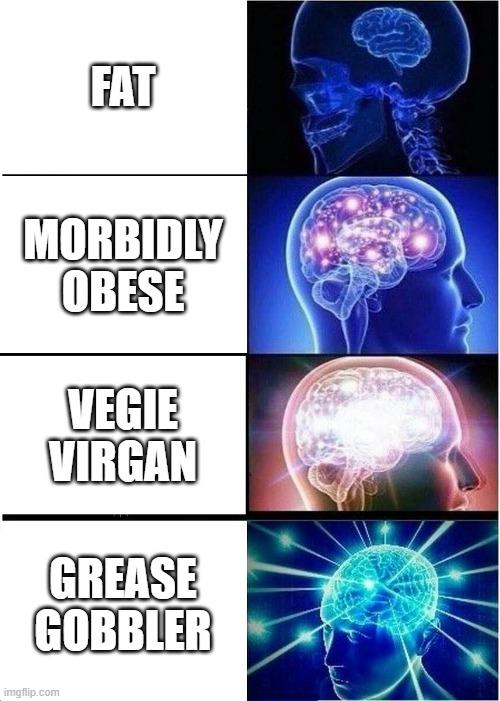 FAT
MORBIDLY
OBESE
VEGIE
VIRGAN
GREASE
GOBBLER
imgflip.com